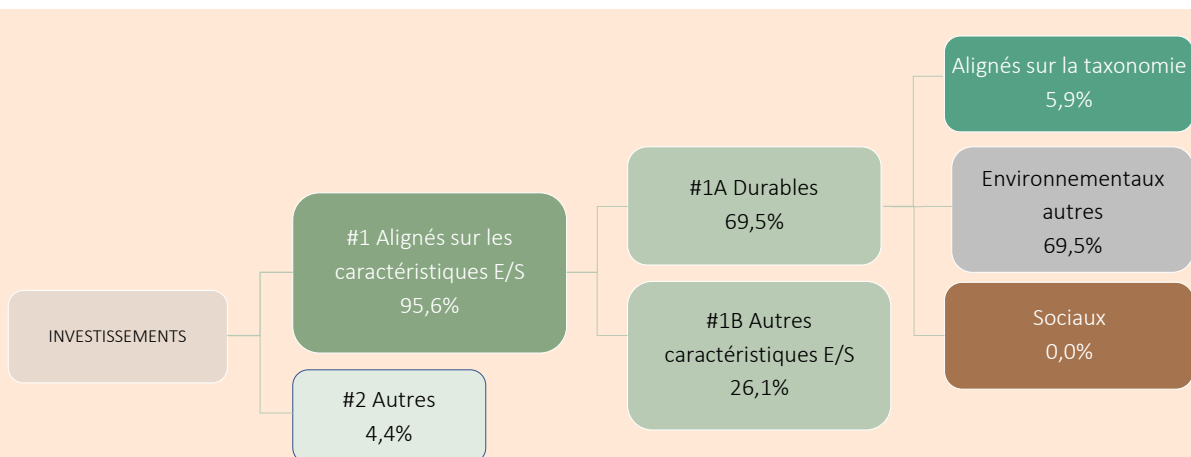 INVESTISSEMENTS
#1 Alignés sur les
caractéristiques E/S
95,6%
#2 Autres
4,4%
#1A Durables
69,5%
#1B Autres
caractéristiques E/S
26,1%
Alignés sur la taxonomie
5,9%
Environnementaux
autres
69,5%
Sociaux
0,0%